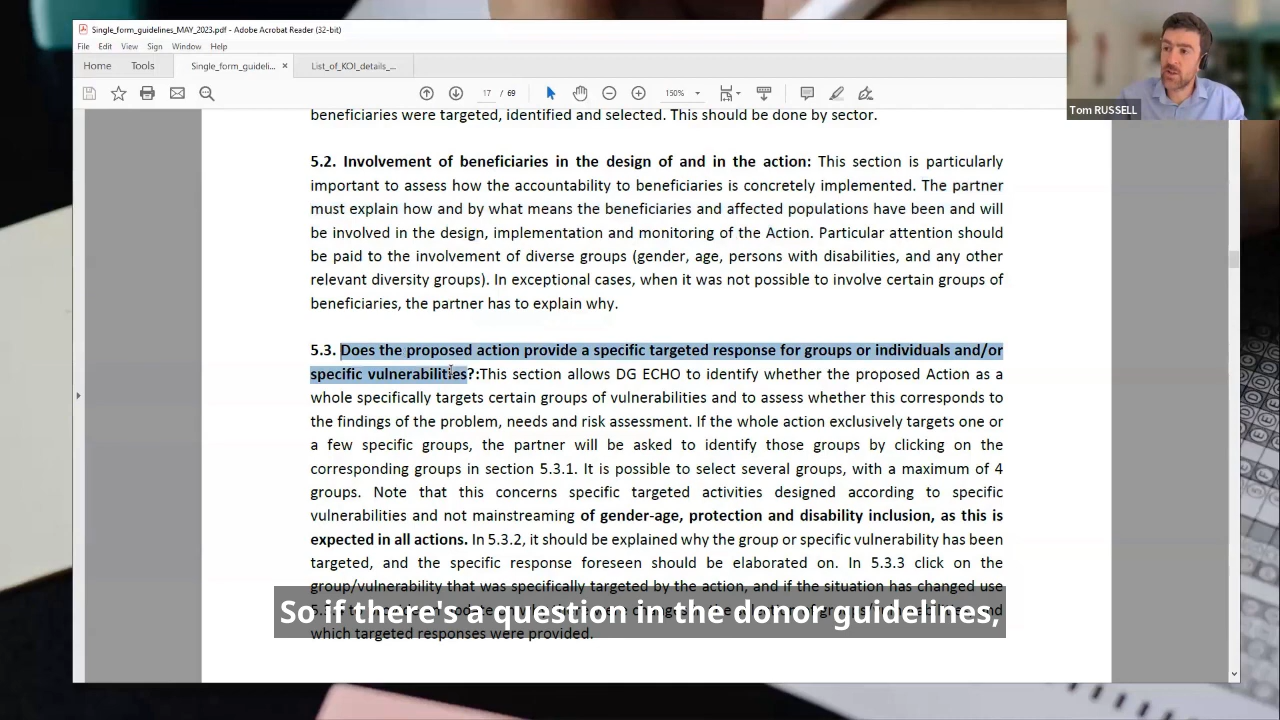 Single_form_guidelines_MAY_2023.pdf - Adobe Acrobat Reader (32-bit)
File Edit View Sign Window Help
Home Tools Single_form_guideli... × List_of_KOI_details_...
17 / 69 150%
Tom RUSSELL
beneficiaries were targeted, identified and selected. This should be done by sector.
5.2. Involvement of beneficiaries in the design of and in the action: This section is particularly
important to assess how the accountability to beneficiaries is concretely implemented. The partner
must explain how and by what means the beneficiaries and affected populations have been and will
be involved in the design, implementation and monitoring of the Action. Particular attention should
be paid to the involvement of diverse groups (gender, age, persons with disabilities, and any other
relevant diversity groups). In exceptional cases, when it was not possible to involve certain groups of
beneficiaries, the partner has to explain why.
5.3. Does the proposed action provide a specific targeted response for groups or individuals and/or
specific vulnerabilities?:This section allows DG ECHO to identify whether the proposed Action as a
whole specifically targets certain groups of vulnerabilities and to assess whether this corresponds to
the findings of the problem, needs and risk assessment. If the whole action exclusively targets one or
a few specific groups, the partner will be asked to identify those groups by clicking on the
corresponding groups in section 5.3.1. It is possible to select several groups, with a maximum of 4
groups. Note that this concerns specific targeted activities designed according to specific
vulnerabilities and not mainstreaming of gender-age, protection and disability inclusion, as this is
expected in all actions. In 5.3.2, it should be explained why the group or specific vulnerability has been
targeted, and the specific response foreseen should be elaborated on. In 5.3.3 click on the
group/vulnerability that was specifically targeted by the action, and if the situation has changed use
So if there's a question in the donor guidelines,
which targeted responses were provided.